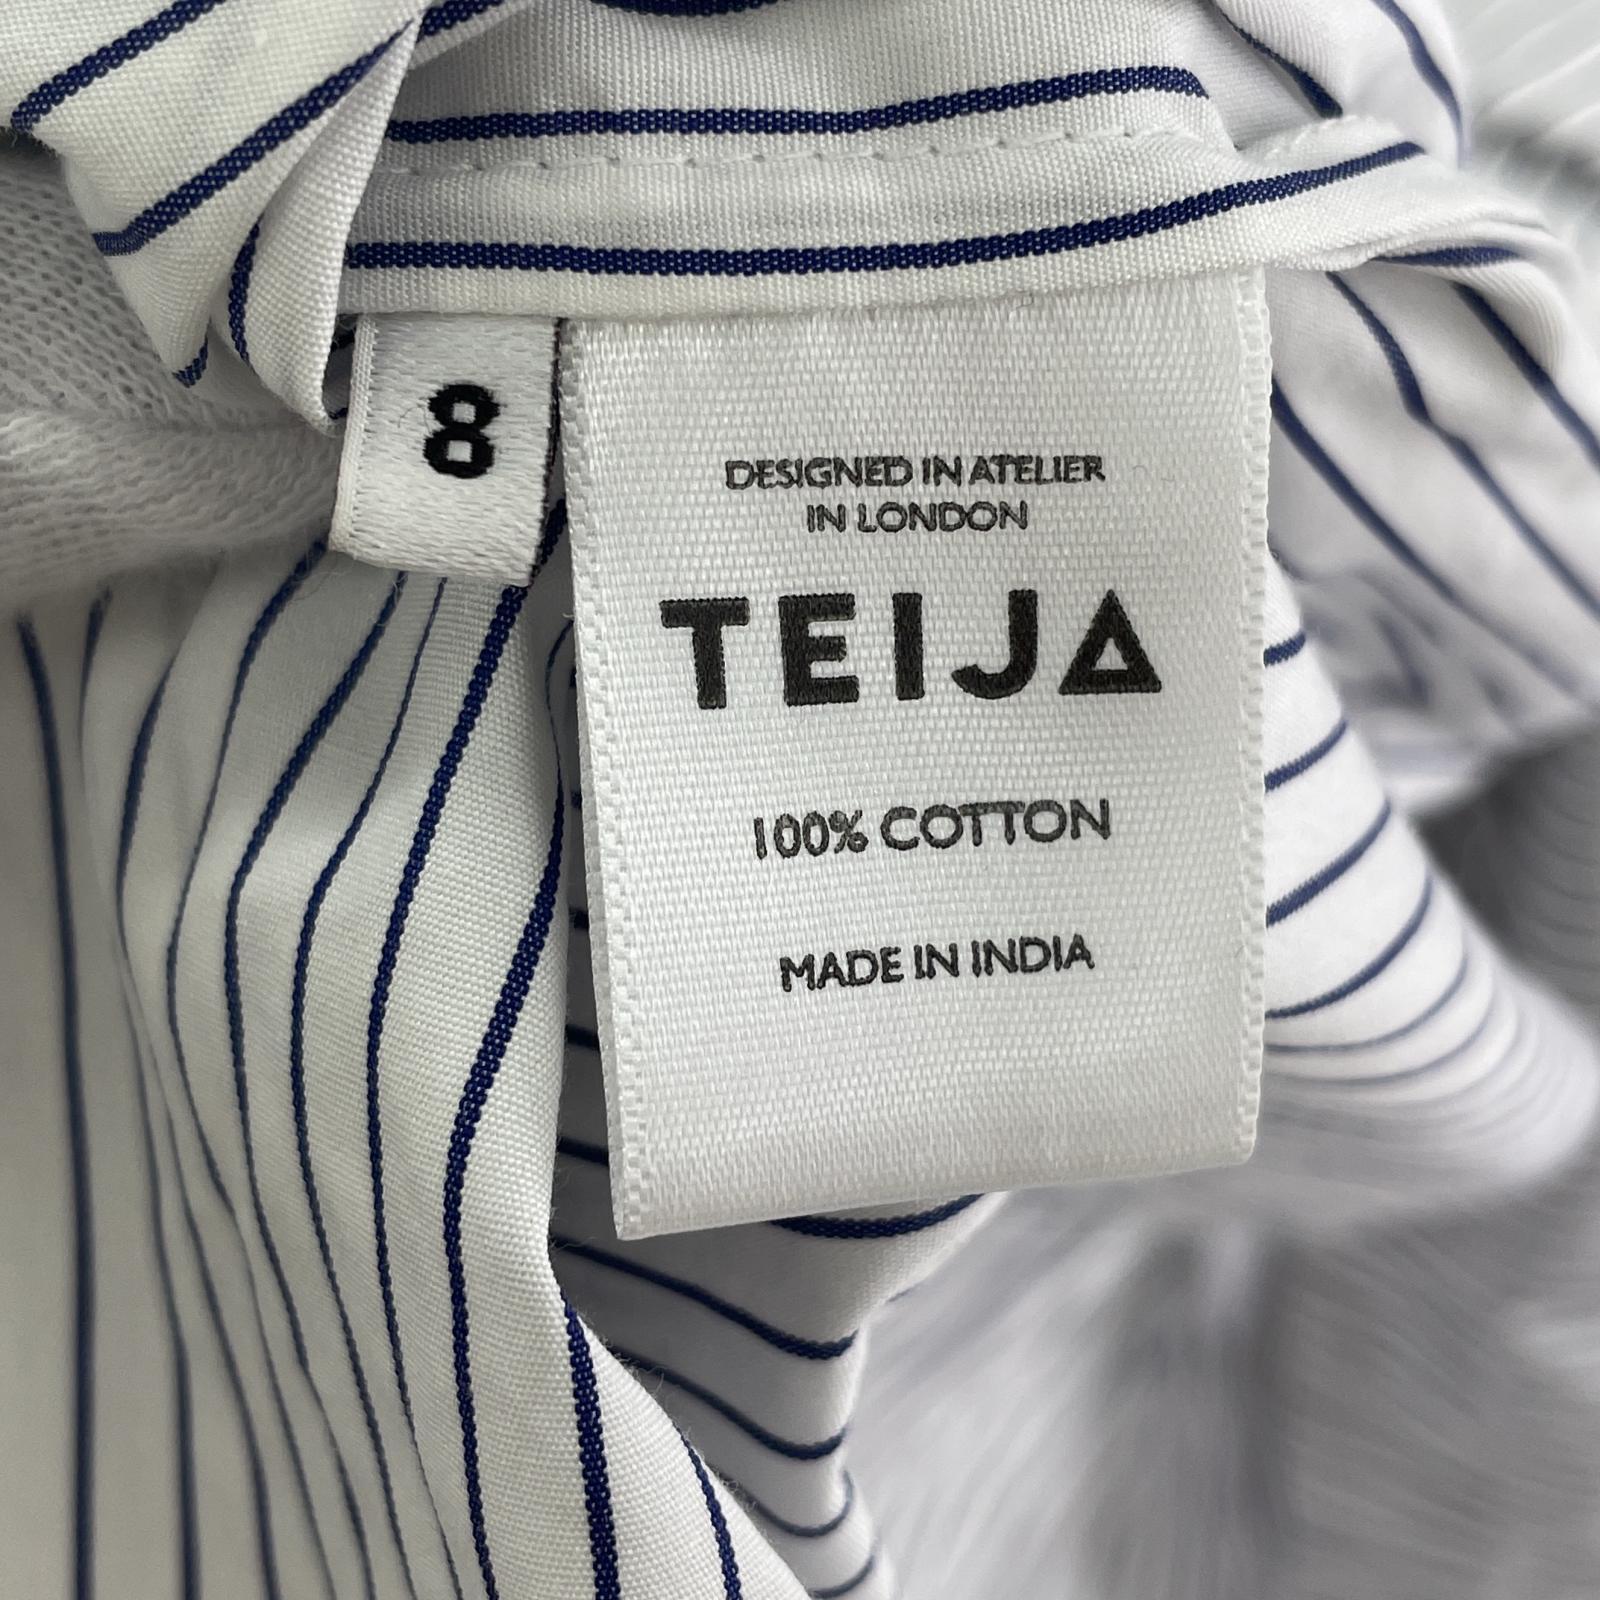 8
DESIGNED IN ATELIER
IN LONDON
TEIJA
100% COTTON
MADE IN INDIA